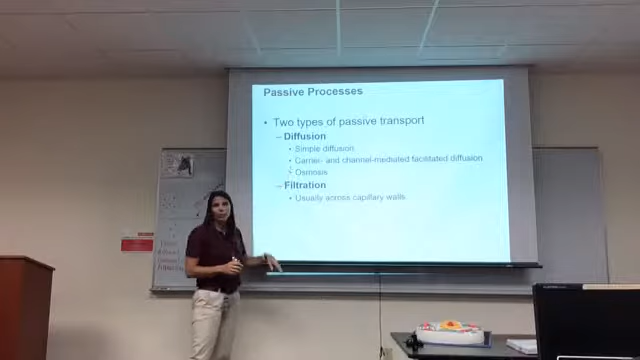 Passive Processes
• Two types of passive transport
– Diffusion
• Simple diffusion
• Carrier- and channel-mediated facilitated diffusion
• Osmosis
– Filtration
• Usually across capillary walls